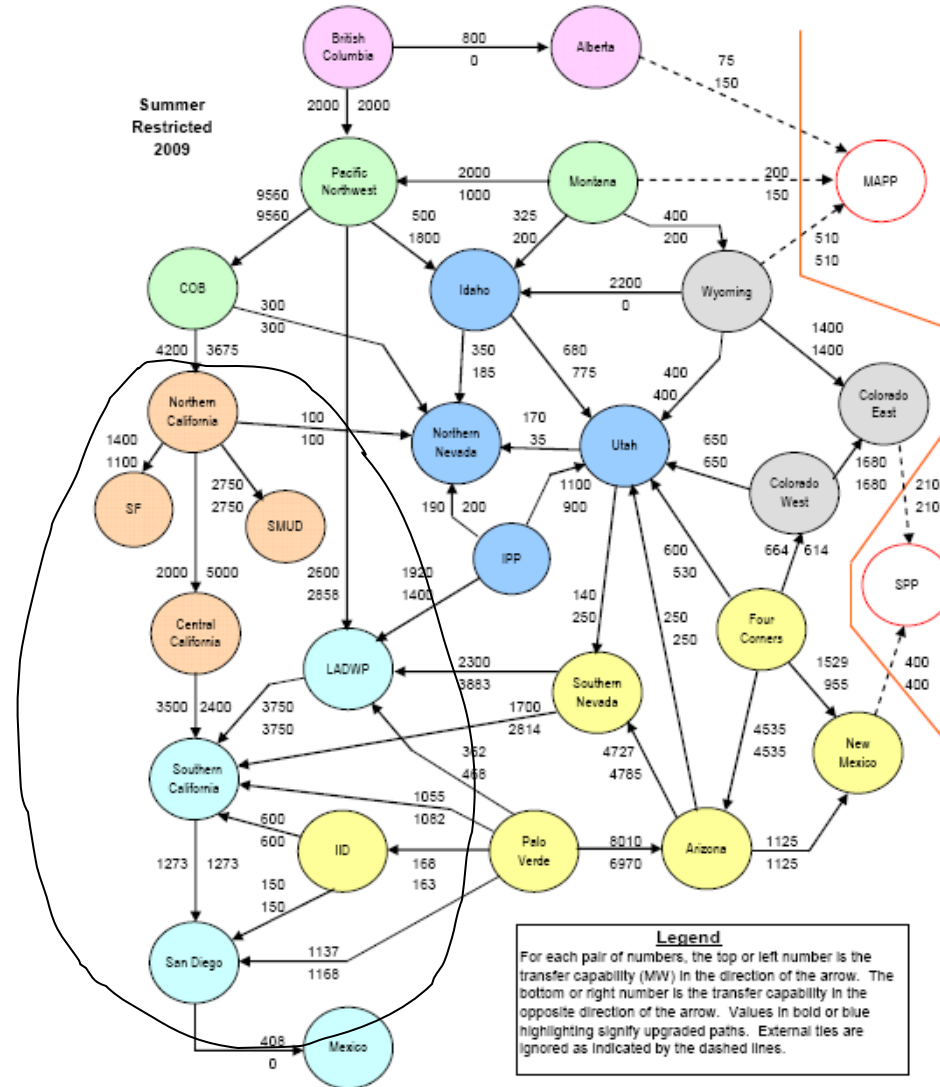 British
Columbia
800
0
Alberta
75
150
Summer
Restricted
2009
2000 2000
Pacific
Northwest
2000
1000
Montana
200
150
MAPP
9560
9560
500
1800
325
200
400
200
510
510
COB
300
300
Idaho
2200
0
Wyoming
1400
1400
4200 3675
350
185
680
775
400
400
Northern
California
100
100
Northern
Nevada
170
35
Utah
Colorado
East
650
650
1400
1100
SF
2750
2750
SMUD
190 200
1100
900
Colorado
West
1680
1680
210
210
IPP
600
530
664 614
SPP
2000 5000
2600
2858
1920
1400
140
250
250
250
Four
Corners
Central
California
LADWP
2300
3883
Southern
Nevada
1529
955
400
400
3500 2400
3750
3750
1700
2814
4727
4785
4535
4535
New
Mexico
Southern
California
362
468
1055
1082
600
600
IID
168
163
Palo
Verde
8010
6970
Arizona
1125
1125
1273 1273
150
150
1137
1168
San Diego
408
0
Mexico
Legend
For each pair of numbers, the top or left number is the
transfer capability (MW) in the direction of the arrow. The
bottom or right number is the transfer capability in the
opposite direction of the arrow. Values in bold or blue
highlighting signify upgraded paths. External ties are
ignored as indicated by the dashed lines.